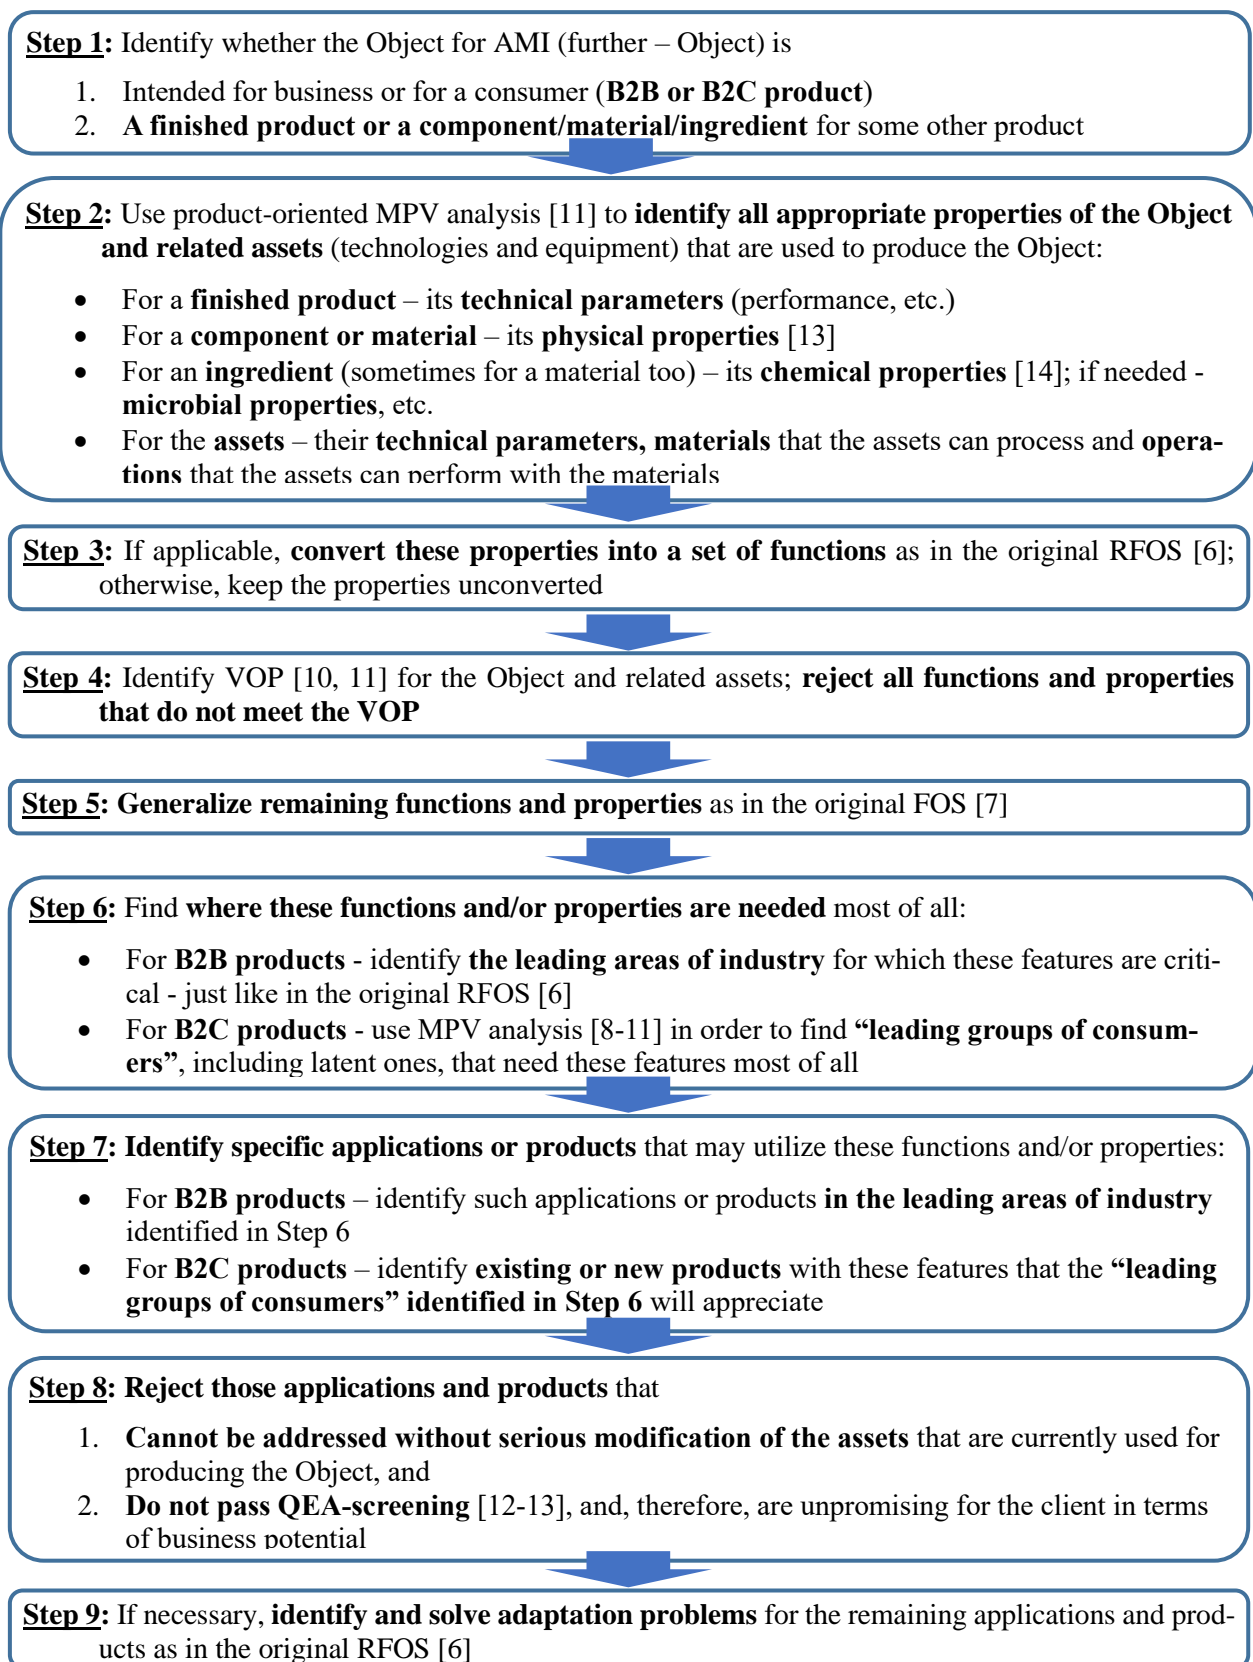 Step 1: Identify whether the Object for AMI (further – Object) is
1. Intended for business or for a consumer (B2B or B2C product)
2. A finished product or a component/material/ingredient for some other product
Step 2: Use product-oriented MPV analysis [11] to identify all appropriate properties of the Object
and related assets (technologies and equipment) that are used to produce the Object:
• For a finished product – its technical parameters (performance, etc.)
• For a component or material – its physical properties [13]
• For an ingredient (sometimes for a material too) – its chemical properties [14]; if needed -
microbial properties, etc.
• For the assets – their technical parameters, materials that the assets can process and opera-
tions that the assets can perform with the materials
Step 3: If applicable, convert these properties into a set of functions as in the original RFOS [6];
otherwise, keep the properties unconverted
Step 4: Identify VOP [10, 11] for the Object and related assets; reject all functions and properties
that do not meet the VOP
Step 5: Generalize remaining functions and properties as in the original FOS [7]
Step 6: Find where these functions and/or properties are needed most of all:
• For B2B products - identify the leading areas of industry for which these features are criti-
cal - just like in the original RFOS [6]
• For B2C products - use MPV analysis [8-11] in order to find “leading groups of consum-
ers”, including latent ones, that need these features most of all
Step 7: Identify specific applications or products that may utilize these functions and/or properties:
• For B2B products – identify such applications or products in the leading areas of industry
identified in Step 6
• For B2C products – identify existing or new products with these features that the “leading
groups of consumers” identified in Step 6 will appreciate
Step 8: Reject those applications and products that
1. Cannot be addressed without serious modification of the assets that are currently used for
producing the Object, and
2. Do not pass QEA-screening [12-13], and, therefore, are unpromising for the client in terms
of business potential
Step 9: If necessary, identify and solve adaptation problems for the remaining applications and prod-
ucts as in the original RFOS [6]